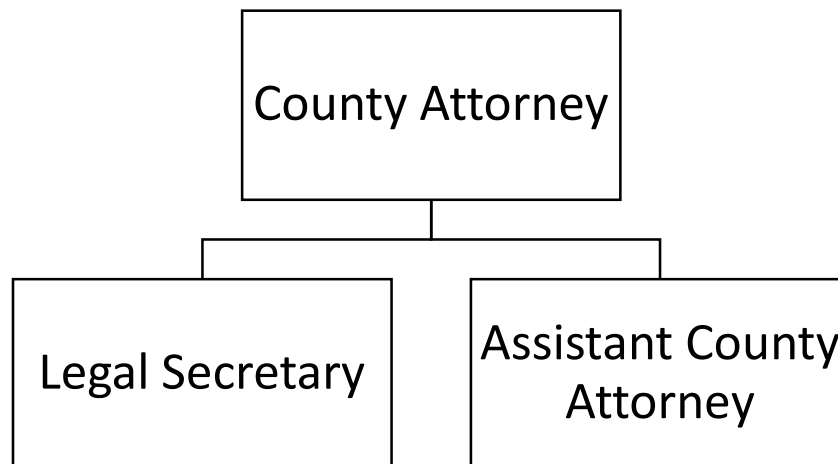 County Attorney
Legal Secretary
Assistant County
Attorney